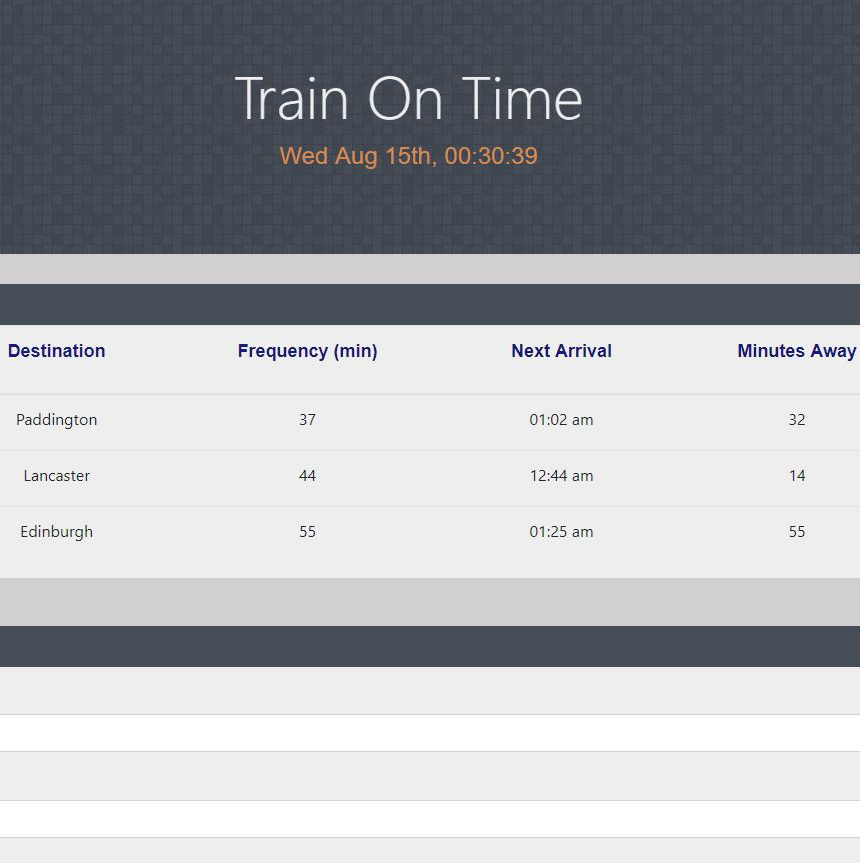 Train On Time
Wed Aug 15th, 00:30:39
Destination Frequency (min) Next Arrival Minutes Away
Paddington 37 01:02 am 32
Lancaster 44 12:44 am 14
Edinburgh 55 01:25 am 55